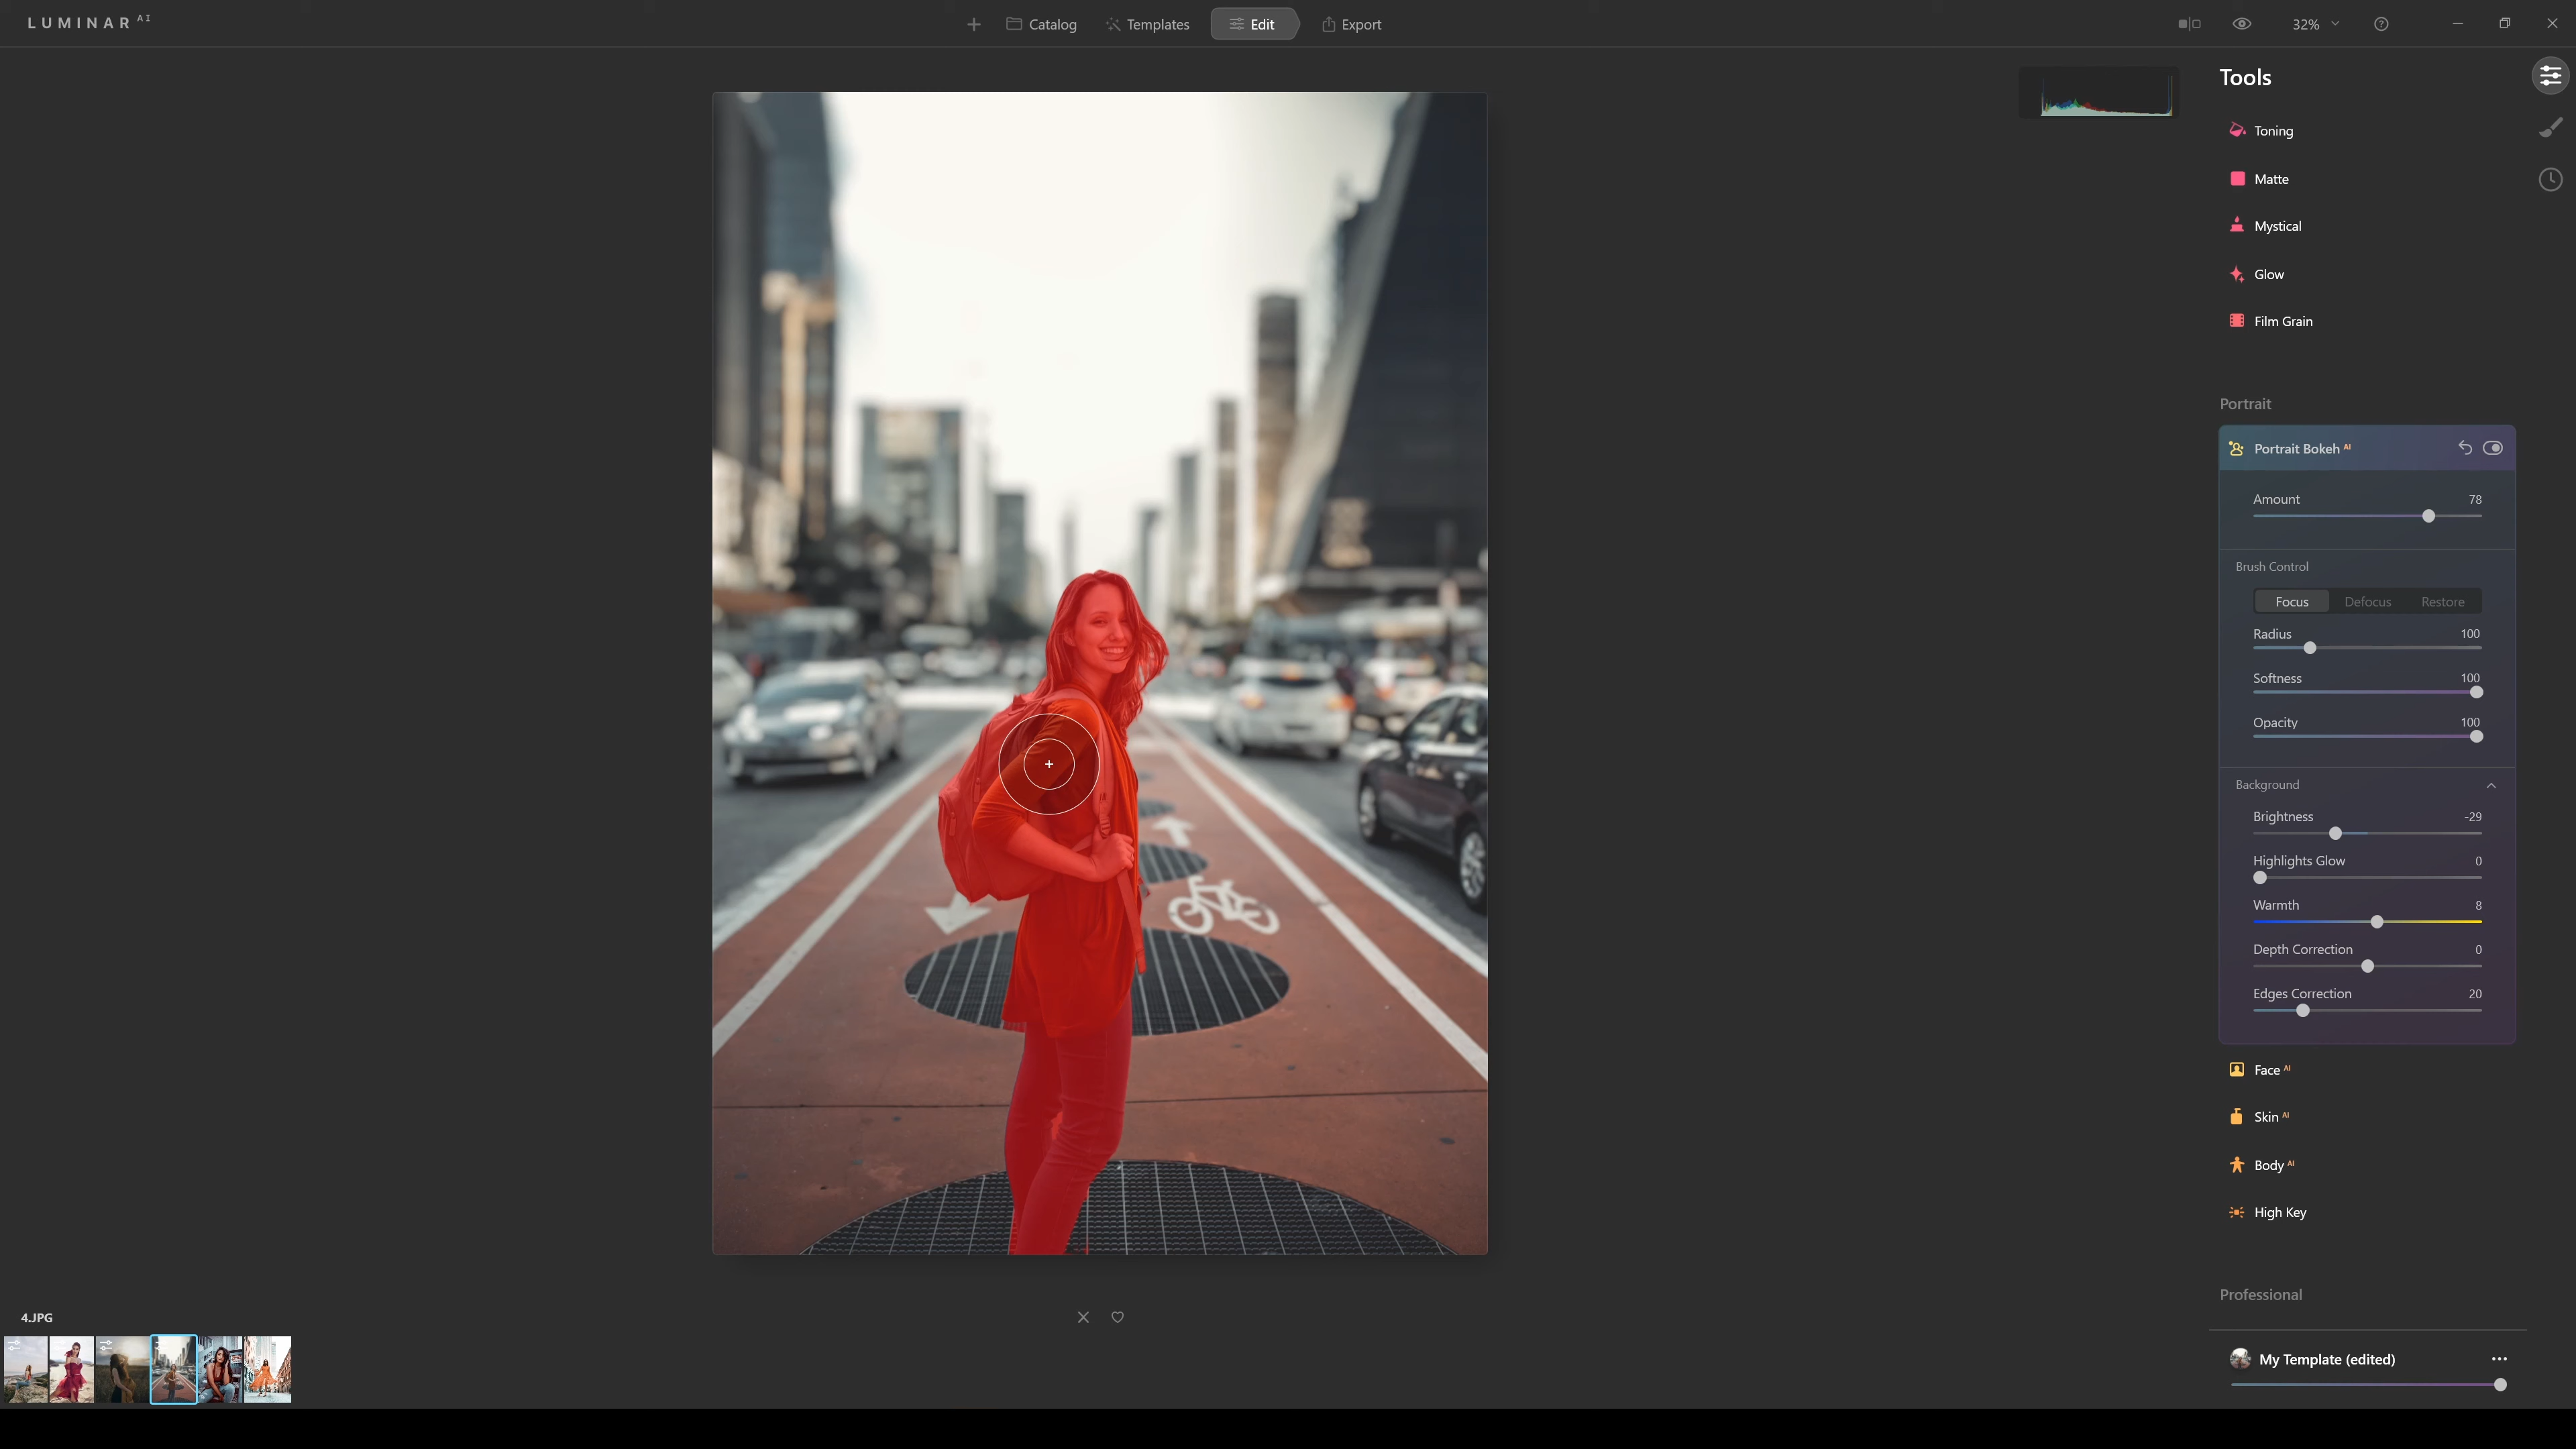 LUMINAR AI
Catalog
Templates
Edit
Export
32%
Tools
Toning
Matte
Mystical
Glow
Film Grain
Portrait
Portrait Bokeh AI
Amount 78
Brush Control
Focus Defocus Restore
Radius 100
Softness 100
Opacity 100
Background
Brightness -29
Highlights Glow 0
Warmth 8
Depth Correction 0
Edges Correction 20
Face AI
Skin AI
Body AI
High Key
Professional
My Template (edited)
4.JPG